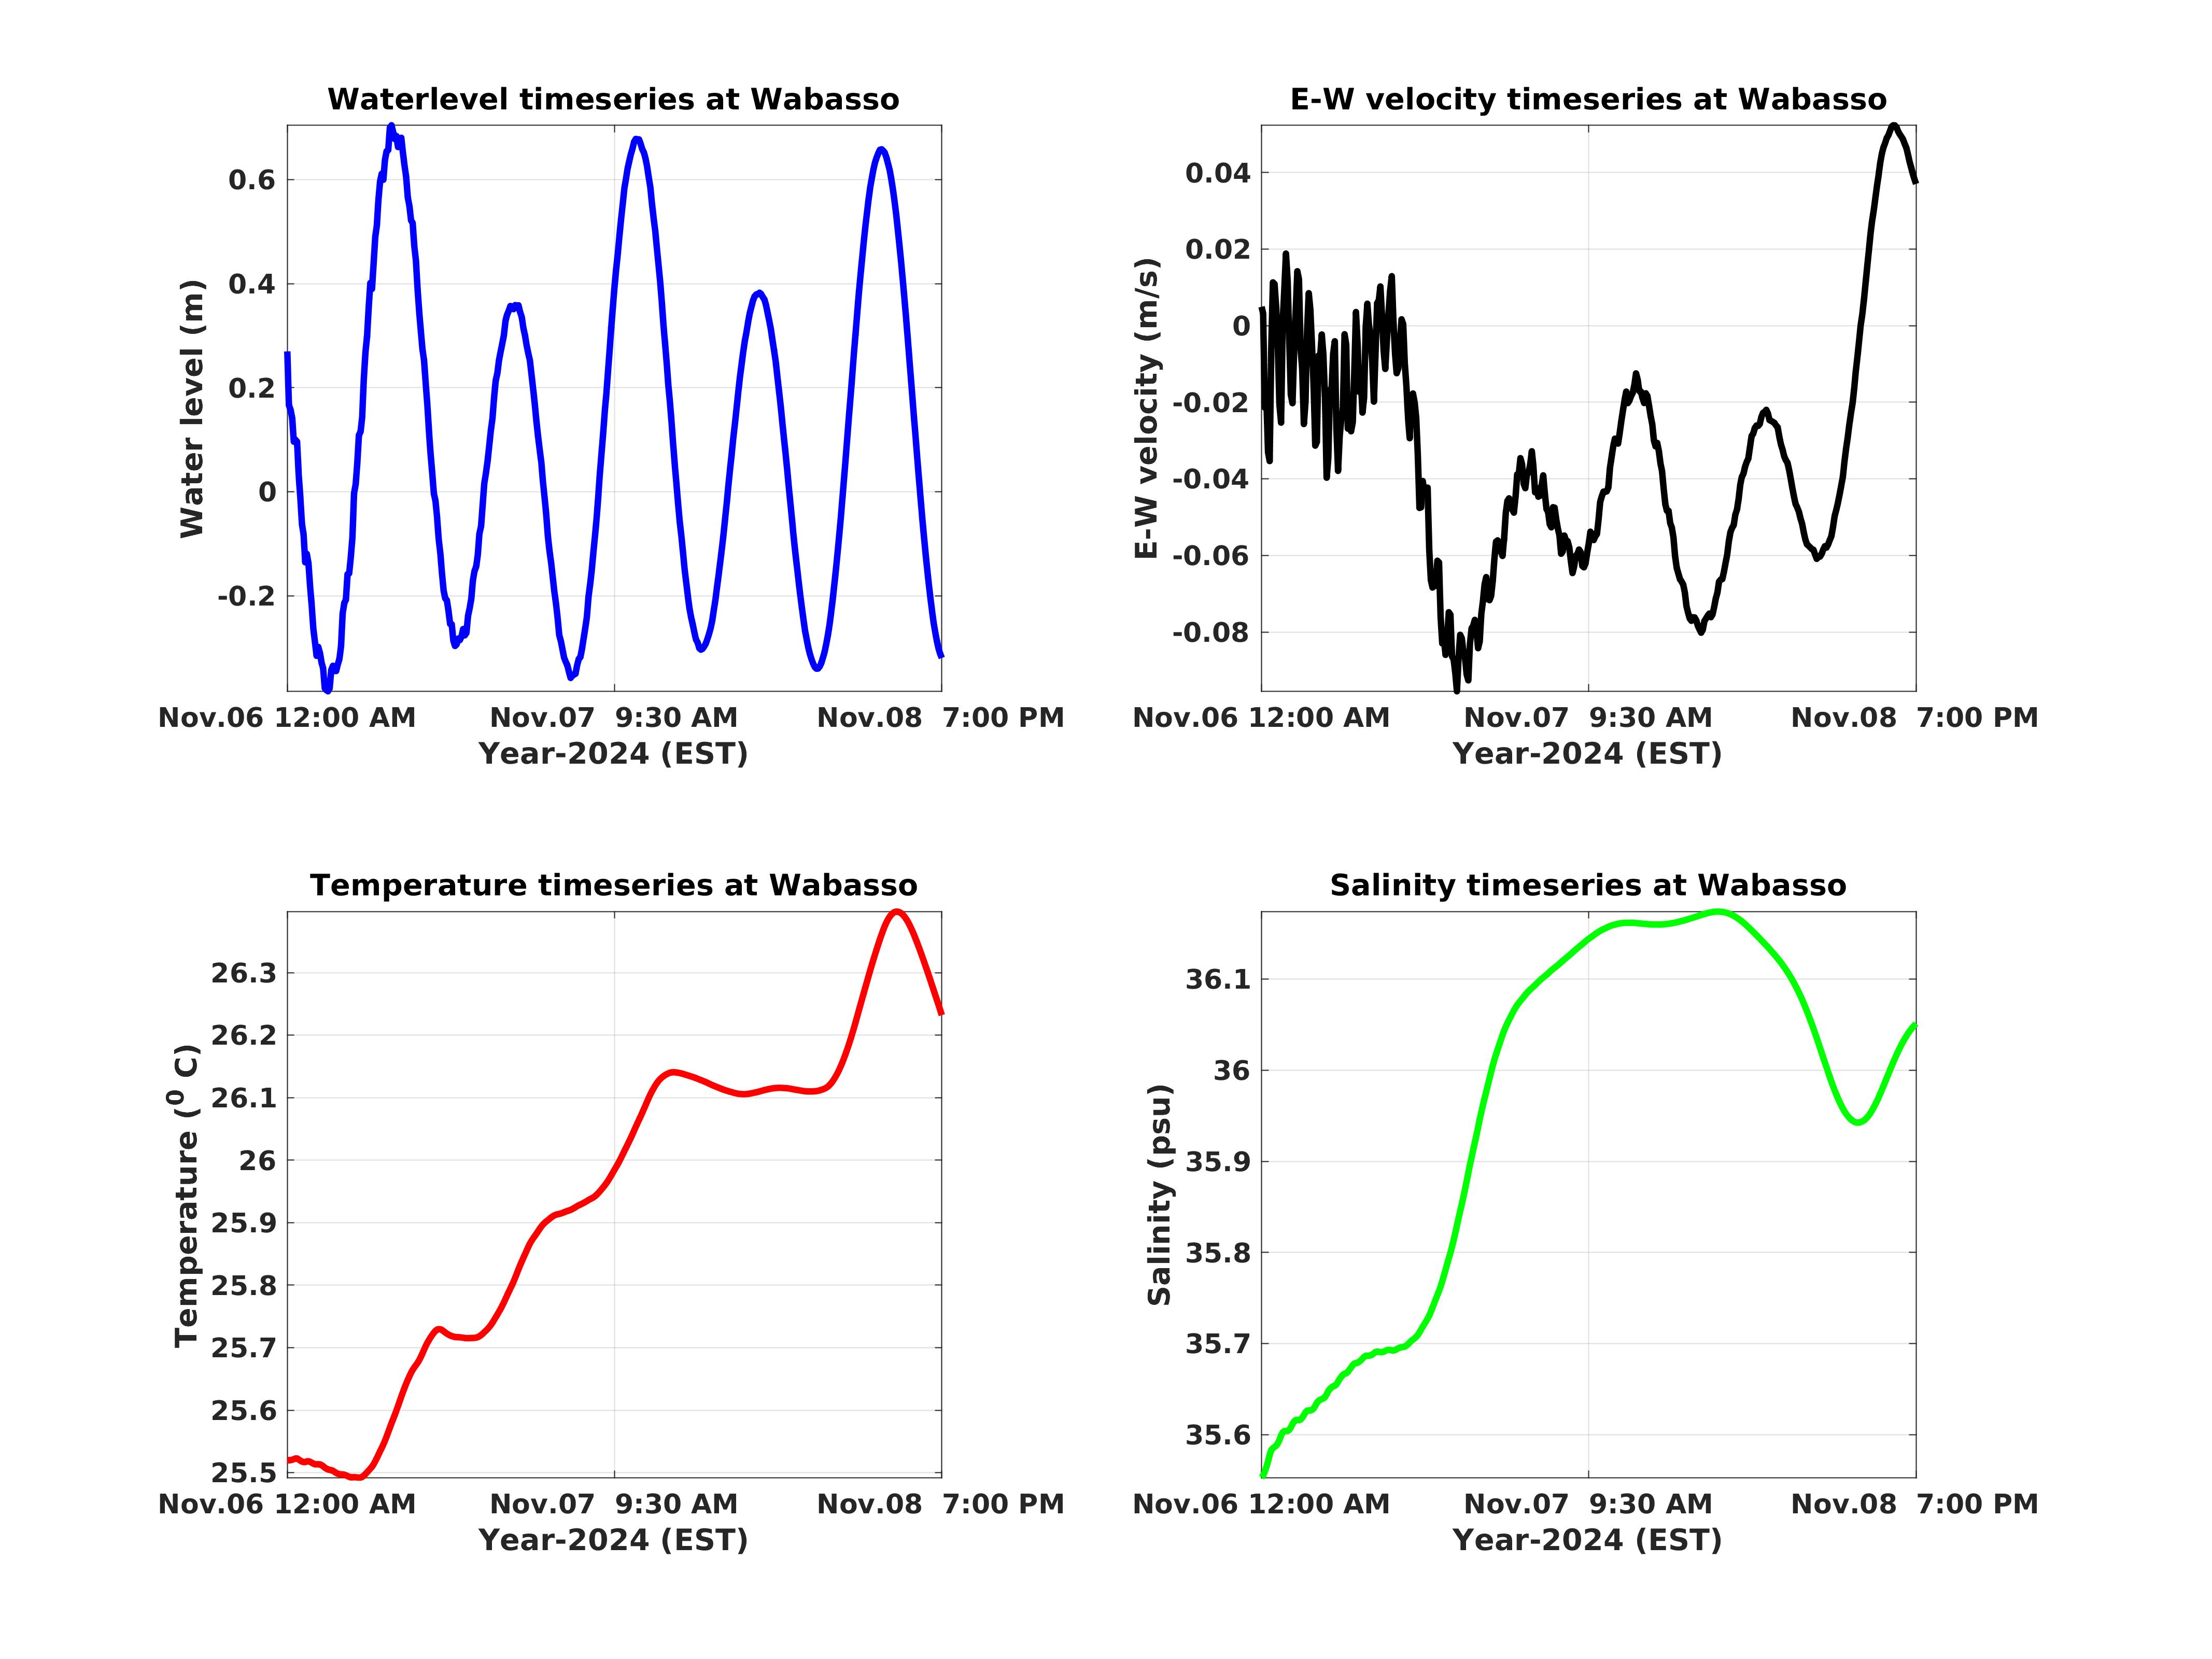 Waterlevel timeseries at Wabasso
Water level (m)
0.6
0.4
0.2
0
-0.2
Nov.06 12:00 AM
Nov.07 9:30 AM
Nov.08 7:00 PM
Year-2024 (EST)
E-W velocity timeseries at Wabasso
E-W velocity (m/s)
0.04
0.02
0
-0.02
-0.04
-0.06
-0.08
Nov.06 12:00 AM
Nov.07 9:30 AM
Nov.08 7:00 PM
Year-2024 (EST)
Temperature timeseries at Wabasso
Temperature (⁰ C)
26.3
26.2
26.1
26
25.9
25.8
25.7
25.6
25.5
Nov.06 12:00 AM
Nov.07 9:30 AM
Nov.08 7:00 PM
Year-2024 (EST)
Salinity timeseries at Wabasso
Salinity (psu)
36.1
36
35.9
35.8
35.7
35.6
Nov.06 12:00 AM
Nov.07 9:30 AM
Nov.08 7:00 PM
Year-2024 (EST)